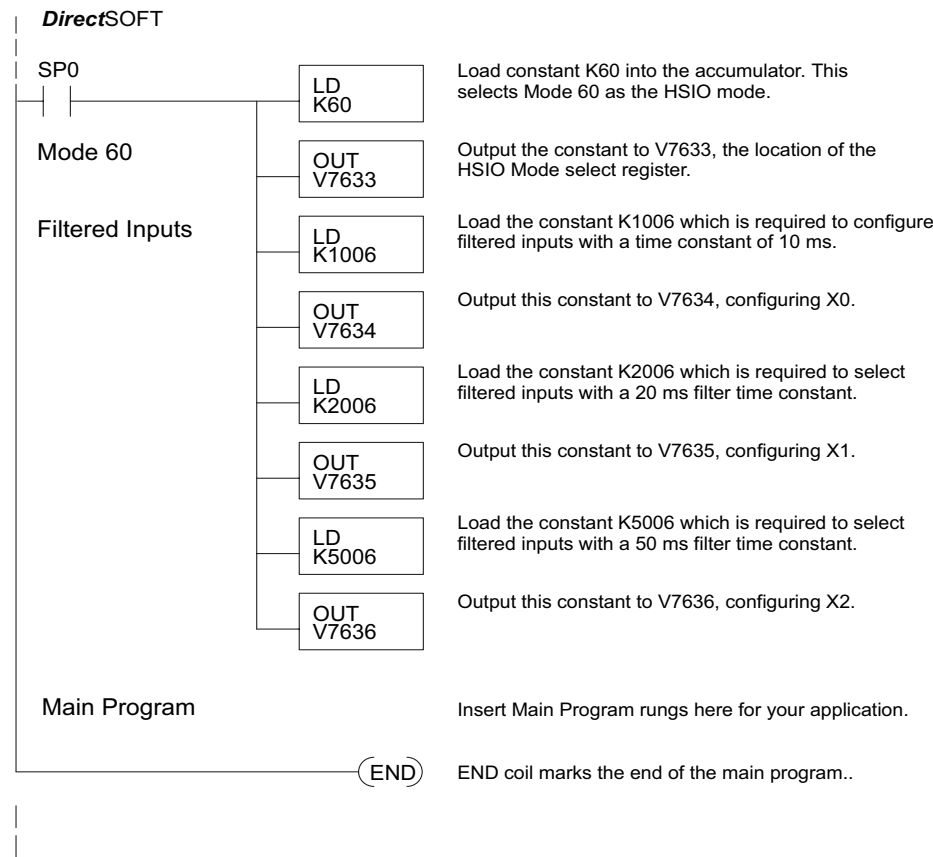 DirectSOFT
SP0
LD
K60
Load constant K60 into the accumulator. This
selects Mode 60 as the HSIO mode.
Mode 60
OUT
V7633
Output the constant to V7633, the location of the
HSIO Mode select register.
Filtered Inputs
LD
K1006
Load the constant K1006 which is required to configure
filtered inputs with a time constant of 10 ms.
OUT
V7634
Output this constant to V7634, configuring X0.
LD
K2006
Load the constant K2006 which is required to select
filtered inputs with a 20 ms filter time constant.
OUT
V7635
Output this constant to V7635, configuring X1.
LD
K5006
Load the constant K5006 which is required to select
filtered inputs with a 50 ms filter time constant.
OUT
V7636
Output this constant to V7636, configuring X2.
Main Program
Insert Main Program rungs here for your application.
END
END coil marks the end of the main program..